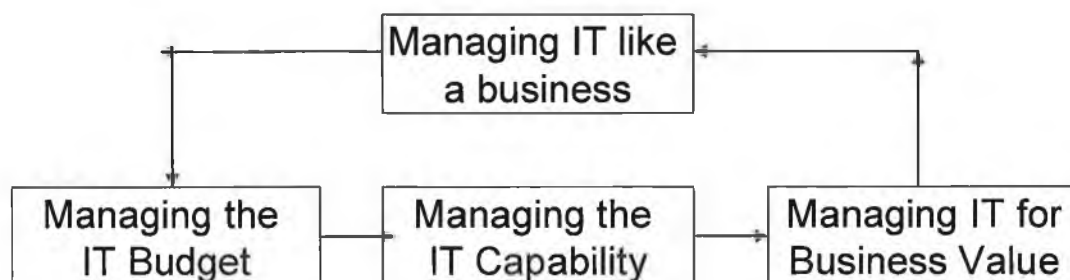 Managing IT like
a business
Managing the
IT Budget
Managing the
IT Capability
Managing IT for
Business Value